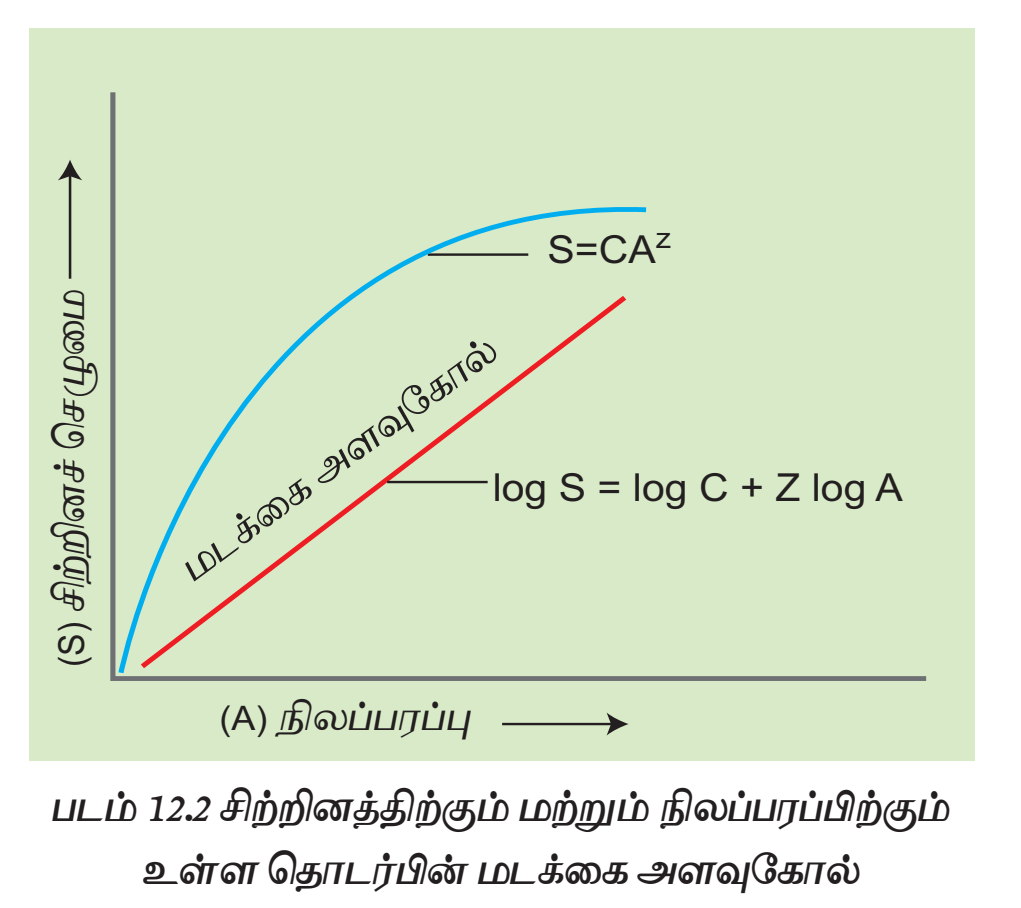 S=CAᶻ
மடக்கை அளவுகோல்
log S = log C + Z log A
(S) சிற்றினச் செழுமை
(A) நிலப்பரப்பு
படம் 12.2 சிற்றினத்திற்கும் மற்றும் நிலப்பரப்பிற்கும்
உள்ள தொடர்பின் மடக்கை அளவுகோல்